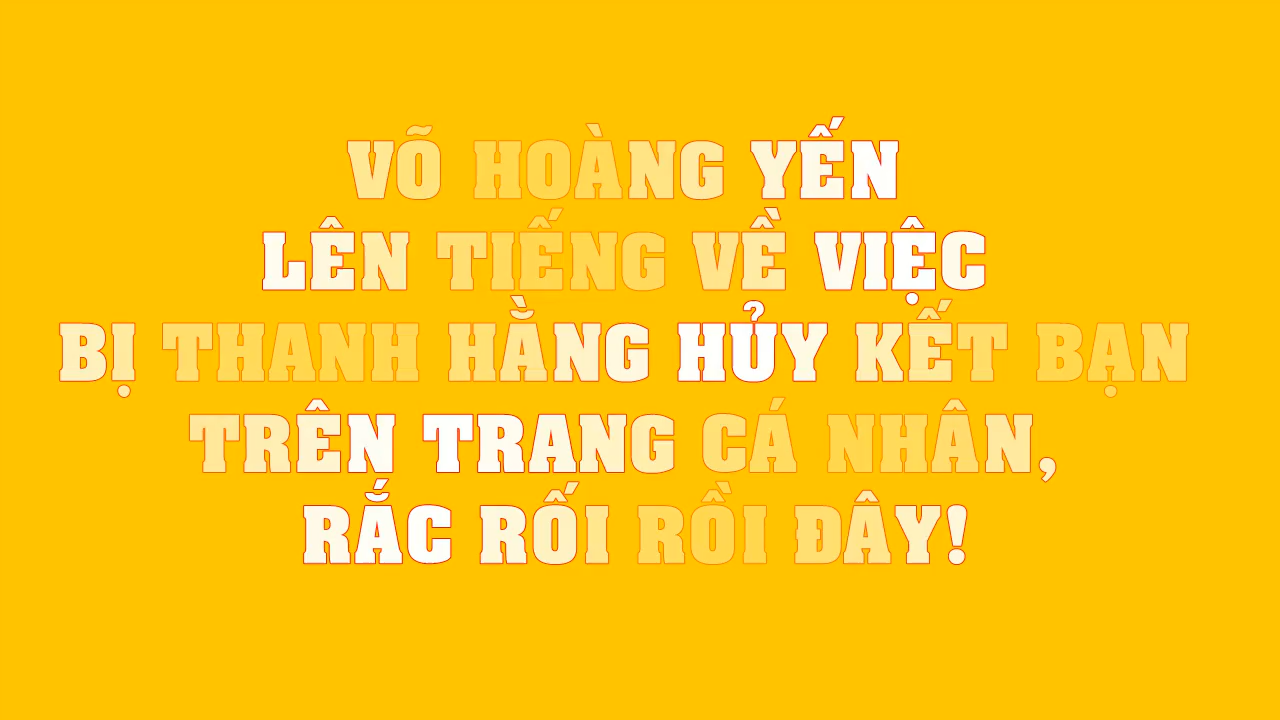 VÕ HOÀNG YẾN
LÊN TIẾNG VỀ VIỆC
BỊ THANH HẰNG HỦY KẾT BẠN
TRÊN TRANG CÁ NHÂN,
RẮC RỐI RỒI ĐÂY!